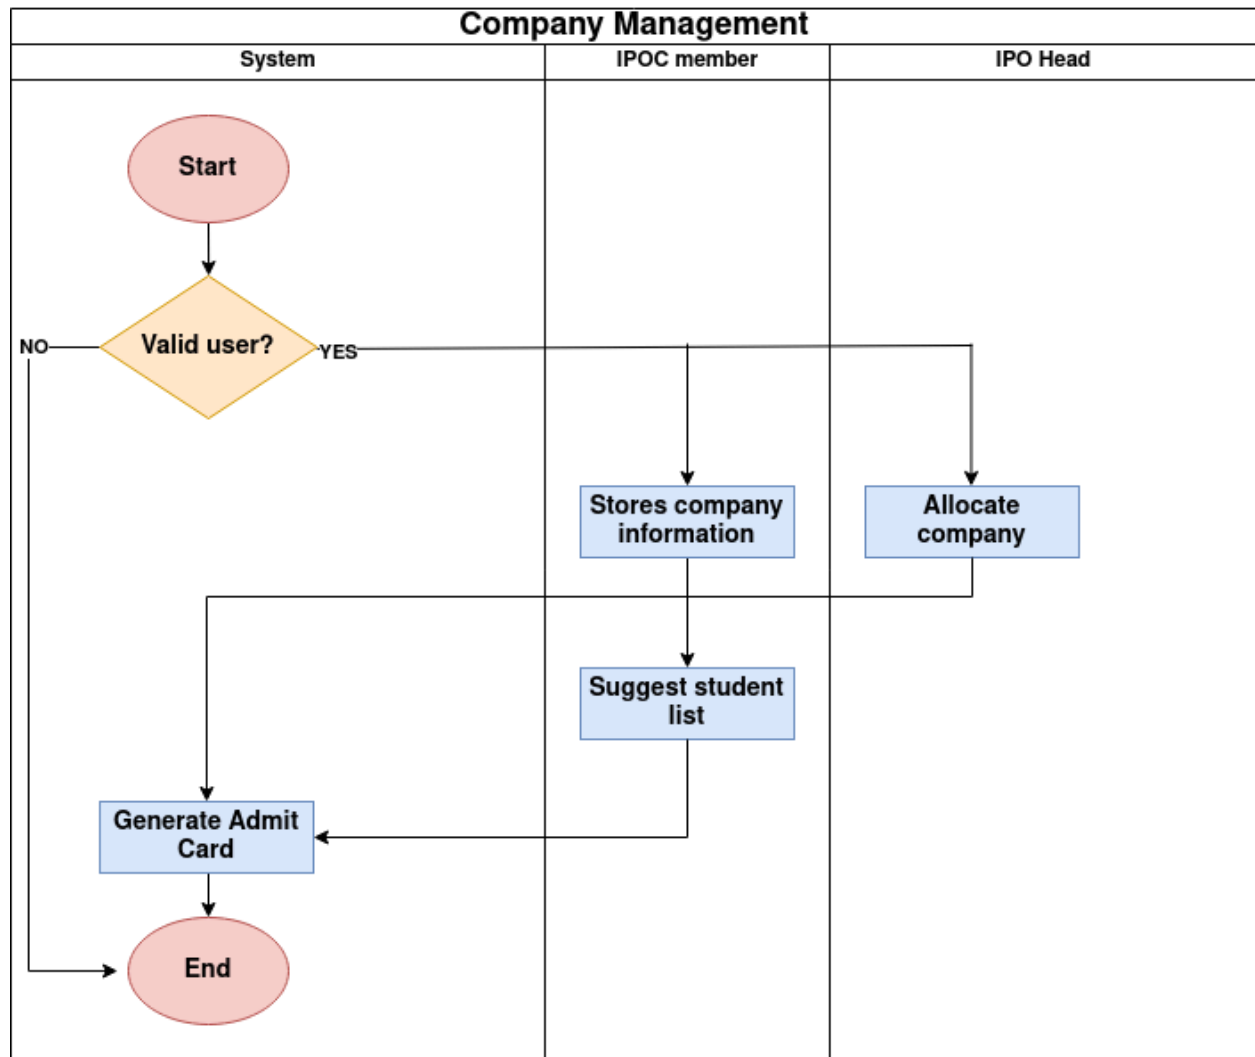 Company Management
System
IPOC member
IPO Head
Start
Valid user?
NO
YES
Stores company
information
Allocate
company
Suggest student
list
Generate Admit
Card
End